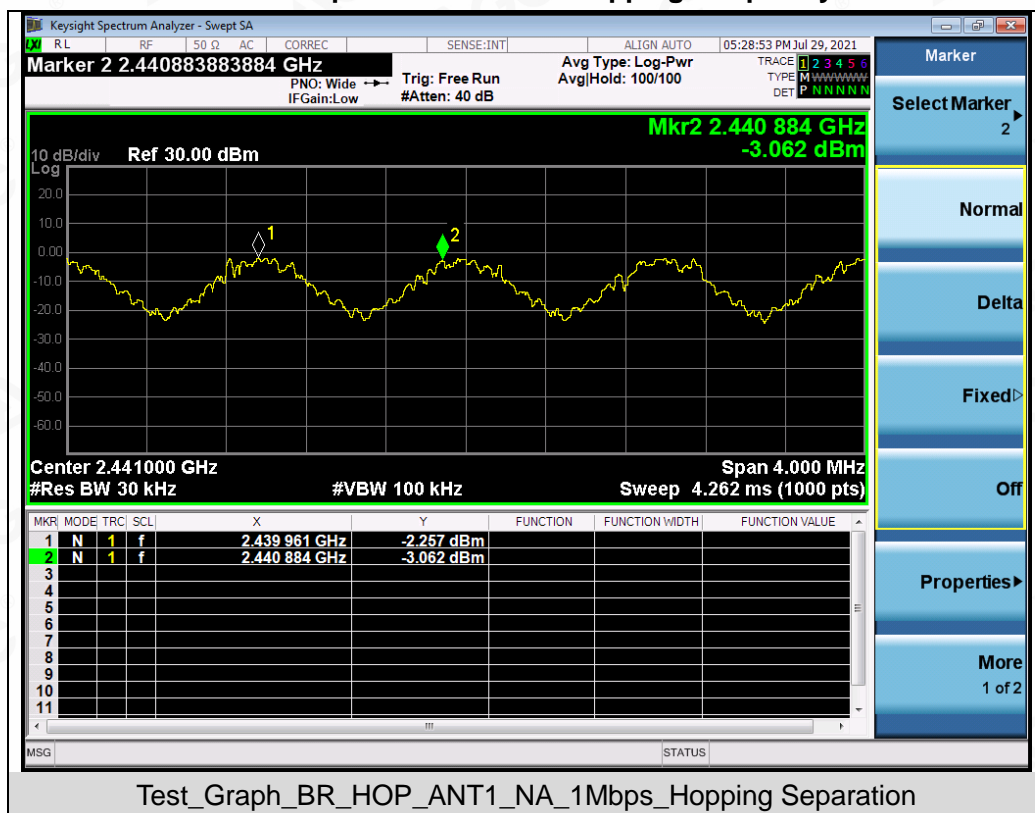 Keysight Spectrum Analyzer - Swept SA
LXI RL RF 50 Ω AC CORREC SENSE:INT ALIGN AUTO 05:28:53 PM Jul 29, 2021
Marker 2 2.440883883884 GHz
PNO: Wide
IFGain:Low
Trig: Free Run
#Atten: 40 dB
Avg Type: Log-Pwr
Avg|Hold: 100/100
TRACE 1 2 3 4 5 6
TYPE M WWWWW
DET P N N N N N
Mkr2 2.440 884 GHz
-3.062 dBm
10 dB/div Ref 30.00 dBm
Log
20.0
10.0
0.00
-10.0
-20.0
-30.0
-40.0
-50.0
-60.0
1
2
Center 2.441000 GHz Span 4.000 MHz
#Res BW 30 kHz #VBW 100 kHz Sweep 4.262 ms (1000 pts)
MKR MODE TRC SCL X Y FUNCTION FUNCTION WIDTH FUNCTION VALUE
1 N 1 f 2.439 961 GHz -2.257 dBm
2 N 1 f 2.440 884 GHz -3.062 dBm
3
4
5
6
7
8
9
10
11
MSG STATUS
Marker
Select Marker
2
Normal
Delta
Fixed
Off
Properties
More
1 of 2
Test_Graph_BR_HOP_ANT1_NA_1Mbps_Hopping Separation